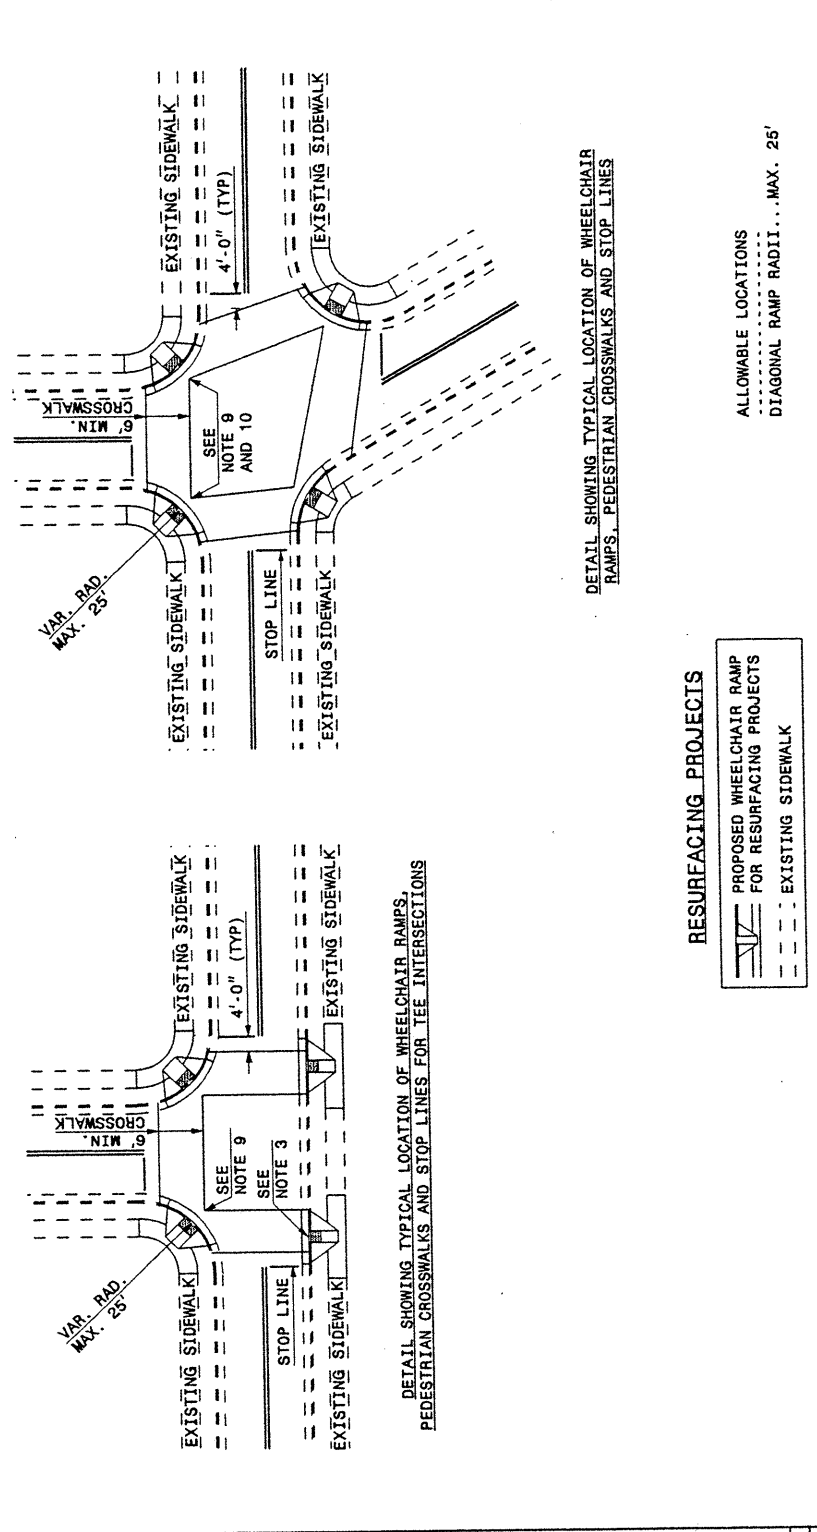 VAR. RAD.
MAX. 25'
6' MIN.
CROSSWALK
EXISTING SIDEWALK
EXISTING SIDEWALK
4'-0" (TYP)
SEE
NOTE 9
SEE
NOTE 3
STOP LINE
EXISTING SIDEWALK
EXISTING SIDEWALK
DETAIL SHOWING TYPICAL LOCATION OF WHEELCHAIR RAMPS,
PEDESTRIAN CROSSWALKS AND STOP LINES FOR TEE INTERSECTIONS
VAR. RAD.
MAX. 25'
6' MIN.
CROSSWALK
EXISTING SIDEWALK
EXISTING SIDEWALK
4'-0" (TYP)
SEE
NOTE 9
AND 10
STOP LINE
EXISTING SIDEWALK
EXISTING SIDEWALK
DETAIL SHOWING TYPICAL LOCATION OF WHEELCHAIR
RAMPS, PEDESTRIAN CROSSWALKS AND STOP LINES
RESURFACING PROJECTS
PROPOSED WHEELCHAIR RAMP
FOR RESURFACING PROJECTS
EXISTING SIDEWALK
ALLOWABLE LOCATIONS
DIAGONAL RAMP RADII...MAX. 25'